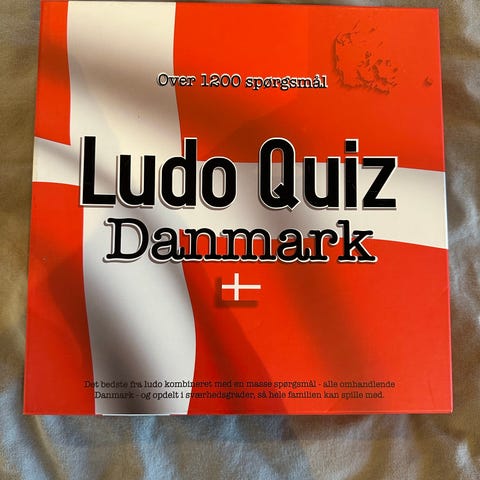 Over 1200 spørgsmål
Ludo Quiz
Danmark
Det bedste fra ludo kombineret med en masse spørgsmål - alle omhandlende
Danmark - og opdelt i sværhedsgrader, så hele familien kan spille med.